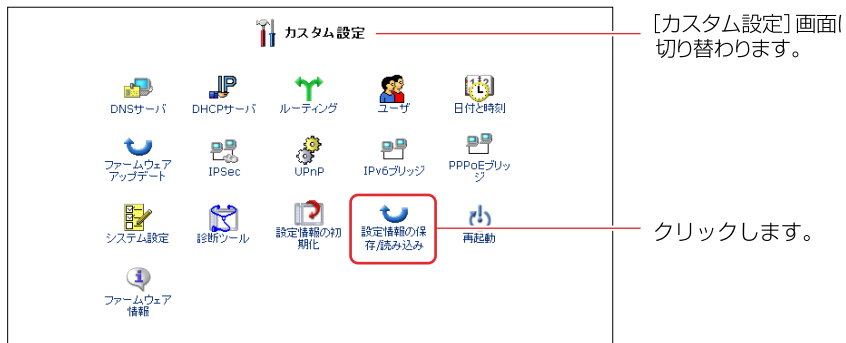 カスタム設定
[カスタム設定]画面
切り替わります。
DNSサーバ
DHCPサーバ
ルーティング
ユーザ
日付と時刻
ファームウェア
アップデート
IPSec
UPnP
IPv6ブリッジ
PPPoEブリッ
ジ
システム設定
診断ツール
設定情報の初
期化
設定情報の保
存/読み込み
再起動
クリックします。
ファームウェア
情報